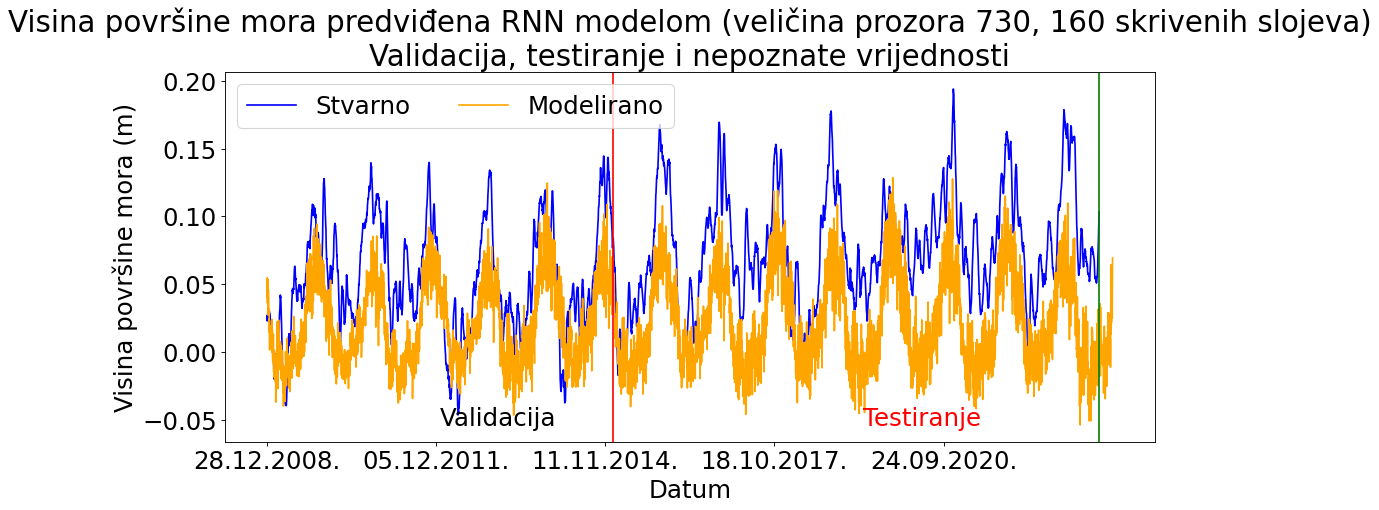 Visina površine mora predviđena RNN modelom (veličina prozora 730, 160 skrivenih slojeva)
Validacija, testiranje i nepoznate vrijednosti
Stvarno
Modelirano
Visina površine mora (m)
0.20
0.15
0.10
0.05
0.00
−0.05
Validacija
Testiranje
28.12.2008.
05.12.2011.
11.11.2014.
18.10.2017.
24.09.2020.
Datum